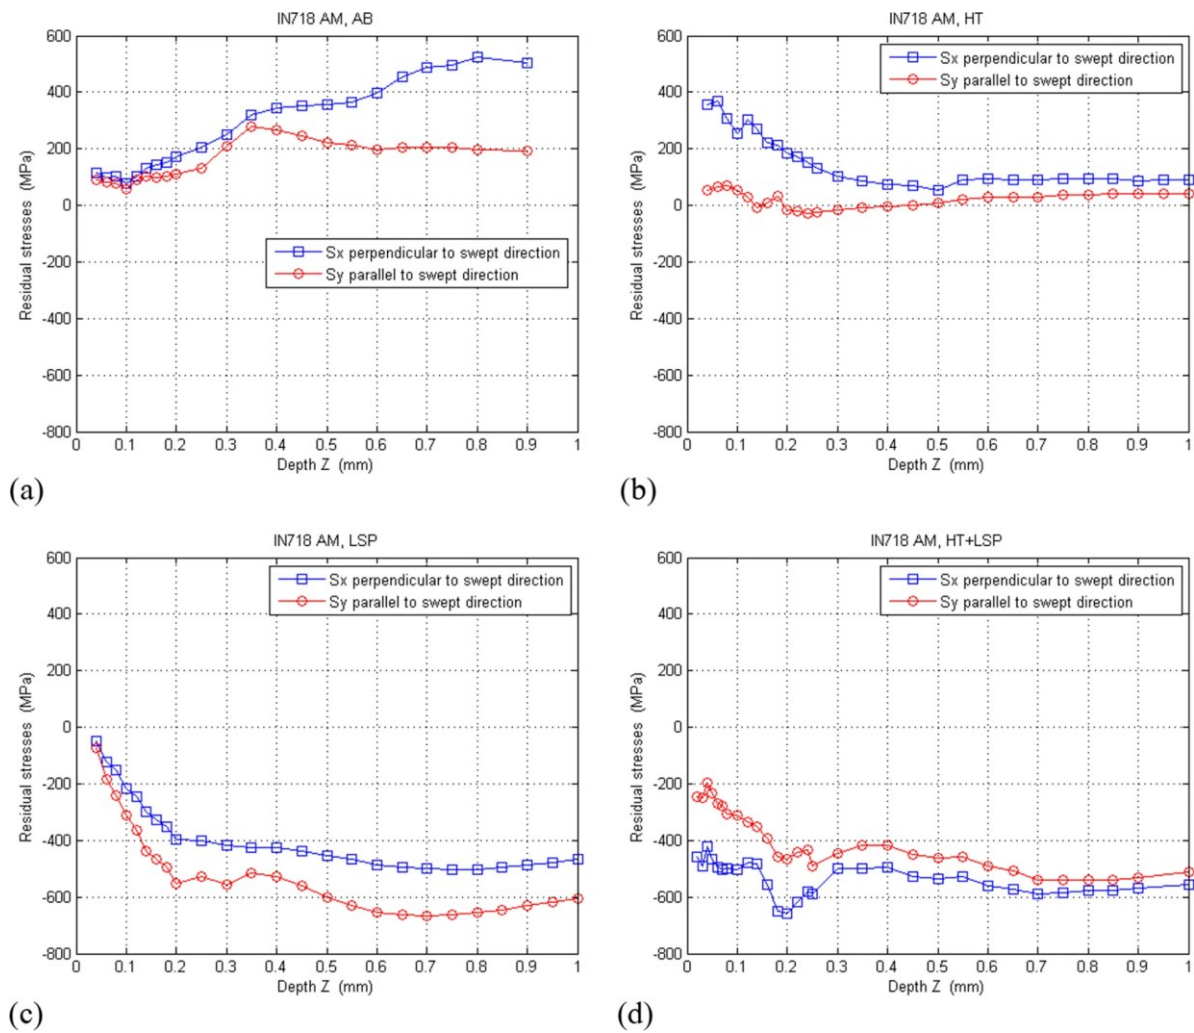 IN718 AM, AB
600
400
200
0
-200
-400
-600
-800
Residual stresses (MPa)
Sx perpendicular to swept direction
Sy parallel to swept direction
0 0.1 0.2 0.3 0.4 0.5 0.6 0.7 0.8 0.9 1
Depth Z (mm)
(a)
IN718 AM, HT
600
400
200
0
-200
-400
-600
-800
Residual stresses (MPa)
Sx perpendicular to swept direction
Sy parallel to swept direction
0 0.1 0.2 0.3 0.4 0.5 0.6 0.7 0.8 0.9 1
Depth Z (mm)
(b)
IN718 AM, LSP
600
400
200
0
-200
-400
-600
-800
Residual stresses (MPa)
Sx perpendicular to swept direction
Sy parallel to swept direction
0 0.1 0.2 0.3 0.4 0.5 0.6 0.7 0.8 0.9 1
Depth Z (mm)
(c)
IN718 AM, HT+LSP
600
400
200
0
-200
-400
-600
-800
Residual stresses (MPa)
Sx perpendicular to swept direction
Sy parallel to swept direction
0 0.1 0.2 0.3 0.4 0.5 0.6 0.7 0.8 0.9 1
Depth Z (mm)
(d)